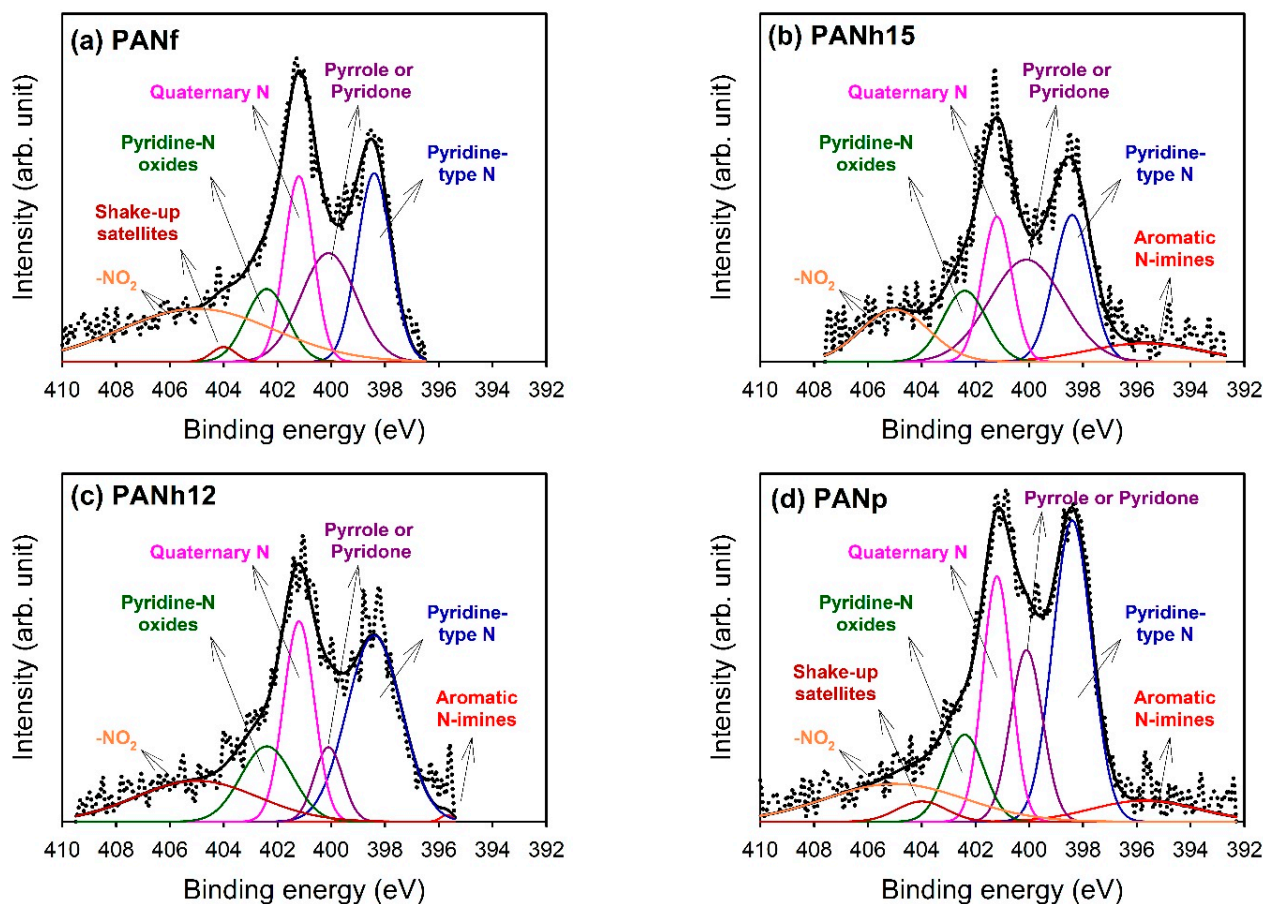 (a) PANf
Quaternary N
Pyrrole or
Pyridone
Pyridine-N
oxides
Pyridine-
type N
Shake-up
satellites
-NO2
Intensity (arb. unit)
410 408 406 404 402 400 398 396 394 392
Binding energy (eV)
(b) PANh15
Quaternary N
Pyrrole or
Pyridone
Pyridine-N
oxides
Pyridine-
type N
Aromatic
N-imines
-NO2
Intensity (arb. unit)
410 408 406 404 402 400 398 396 394 392
Binding energy (eV)
(c) PANh12
Quaternary N
Pyrrole or
Pyridone
Pyridine-N
oxides
Pyridine-
type N
Aromatic
N-imines
-NO2
Intensity (arb. unit)
410 408 406 404 402 400 398 396 394 392
Binding energy (eV)
(d) PANp
Pyrrole or Pyridone
Quaternary N
Pyridine-N
oxides
Pyridine-
type N
Shake-up
satellites
Aromatic
N-imines
-NO2
Intensity (arb. unit)
410 408 406 404 402 400 398 396 394 392
Binding energy (eV)